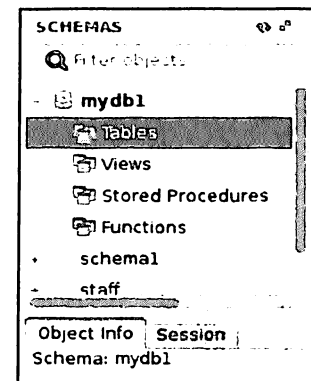 SCHEMAS
Filter objects
mydb1
Tables
Views
Stored Procedures
Functions
schema1
staff
Object Info Session
Schema: mydb1